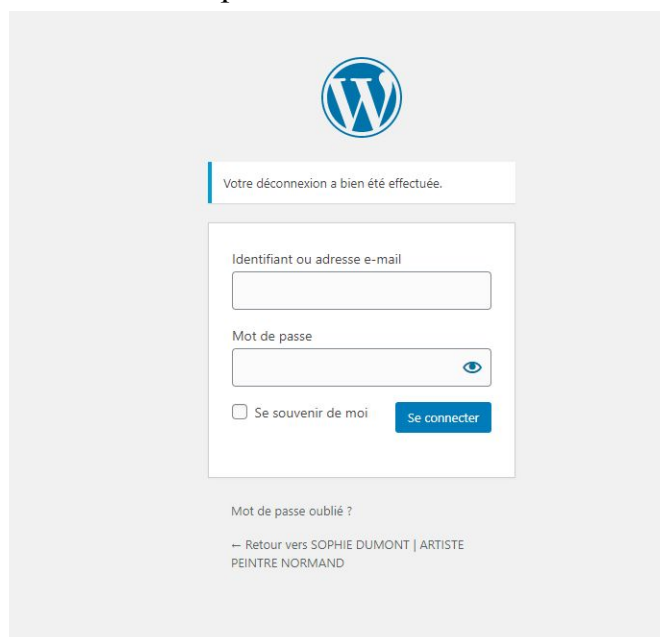 Votre déconnexion a bien été effectuée.
Identifiant ou adresse e-mail
Mot de passe
Se souvenir de moi
Se connecter
Mot de passe oublié ?
← Retour vers SOPHIE DUMONT | ARTISTE
PEINTRE NORMAND